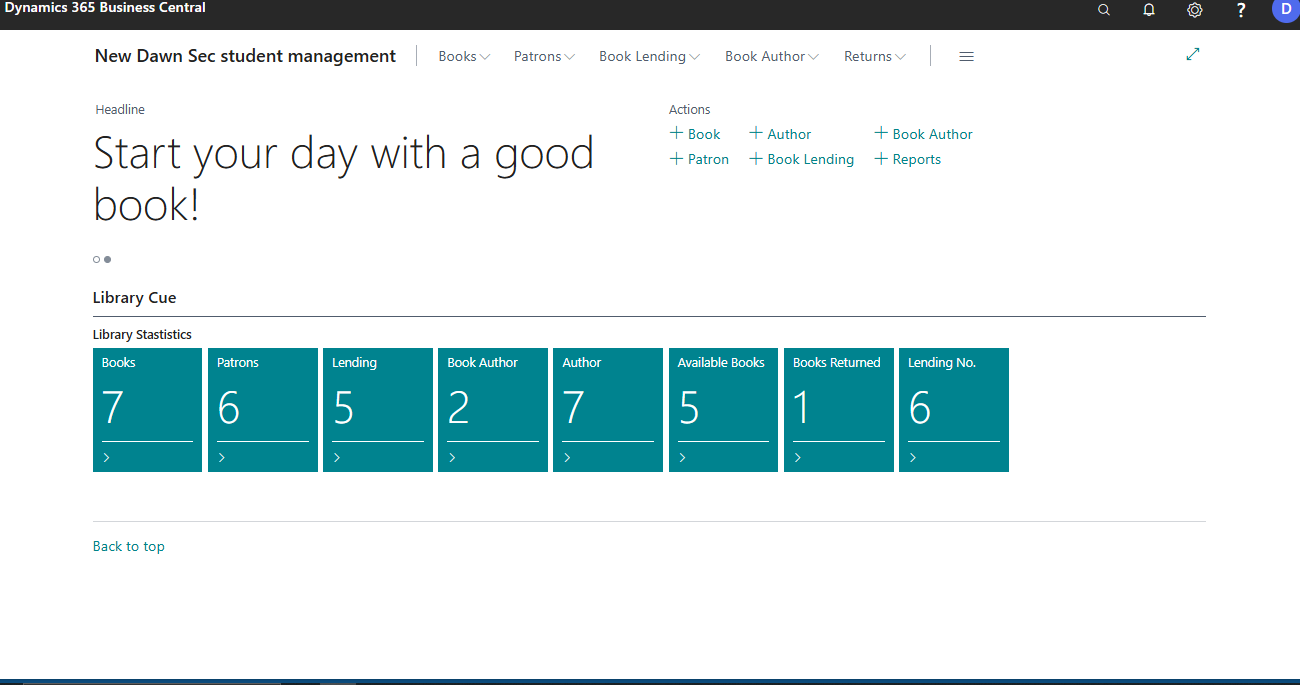 Dynamics 365 Business Central
?
D
New Dawn Sec student management
Books
Patrons
Book Lending
Book Author
Returns
Headline
Start your day with a good
book!
Actions
+ Book
+ Author
+ Book Author
+ Patron
+ Book Lending
+ Reports
Library Cue
Library Stastistics
Books
7
Patrons
6
Lending
5
Book Author
2
Author
7
Available Books
5
Books Returned
1
Lending No.
6
Back to top